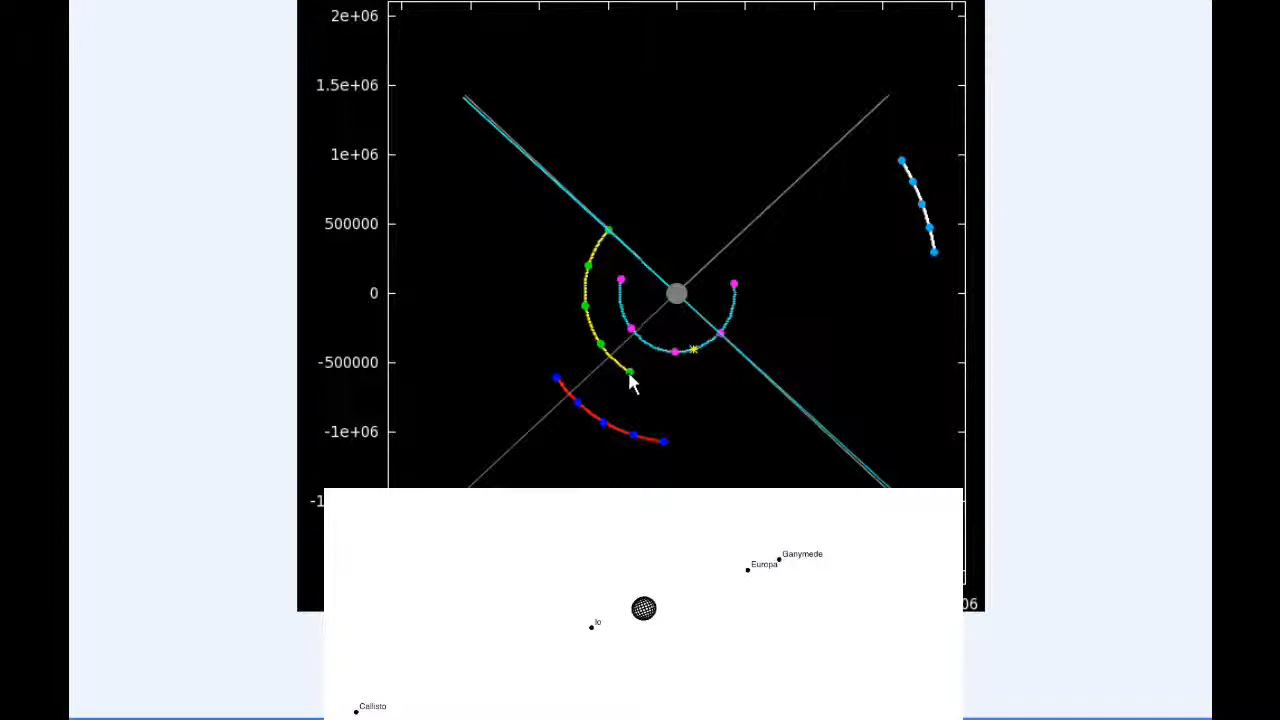 2e+06
1.5e+06
1e+06
500000
0
-500000
-1e+06
-1
Ganymede
Europa
06
Io
Callisto